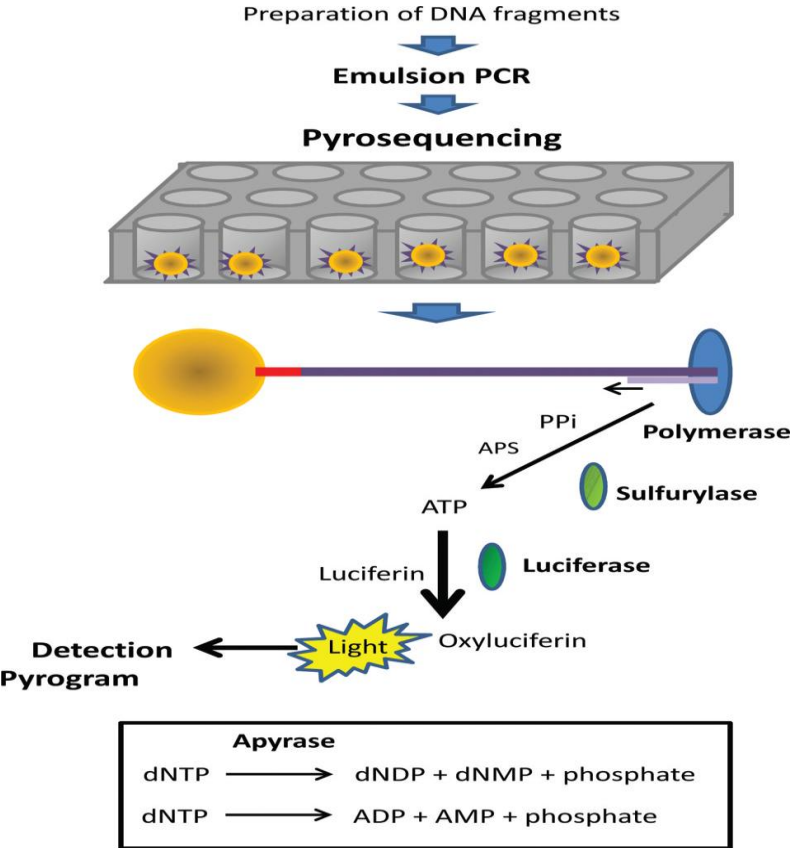 Preparation of DNA fragments
Emulsion PCR
Pyrosequencing
PPi
Polymerase
APS
Sulfurylase
ATP
Luciferin
Luciferase
Light
Oxyluciferin
Detection
Pyrogram
Apyrase
dNTP dNDP + dNMP + phosphate
dNTP ADP + AMP + phosphate